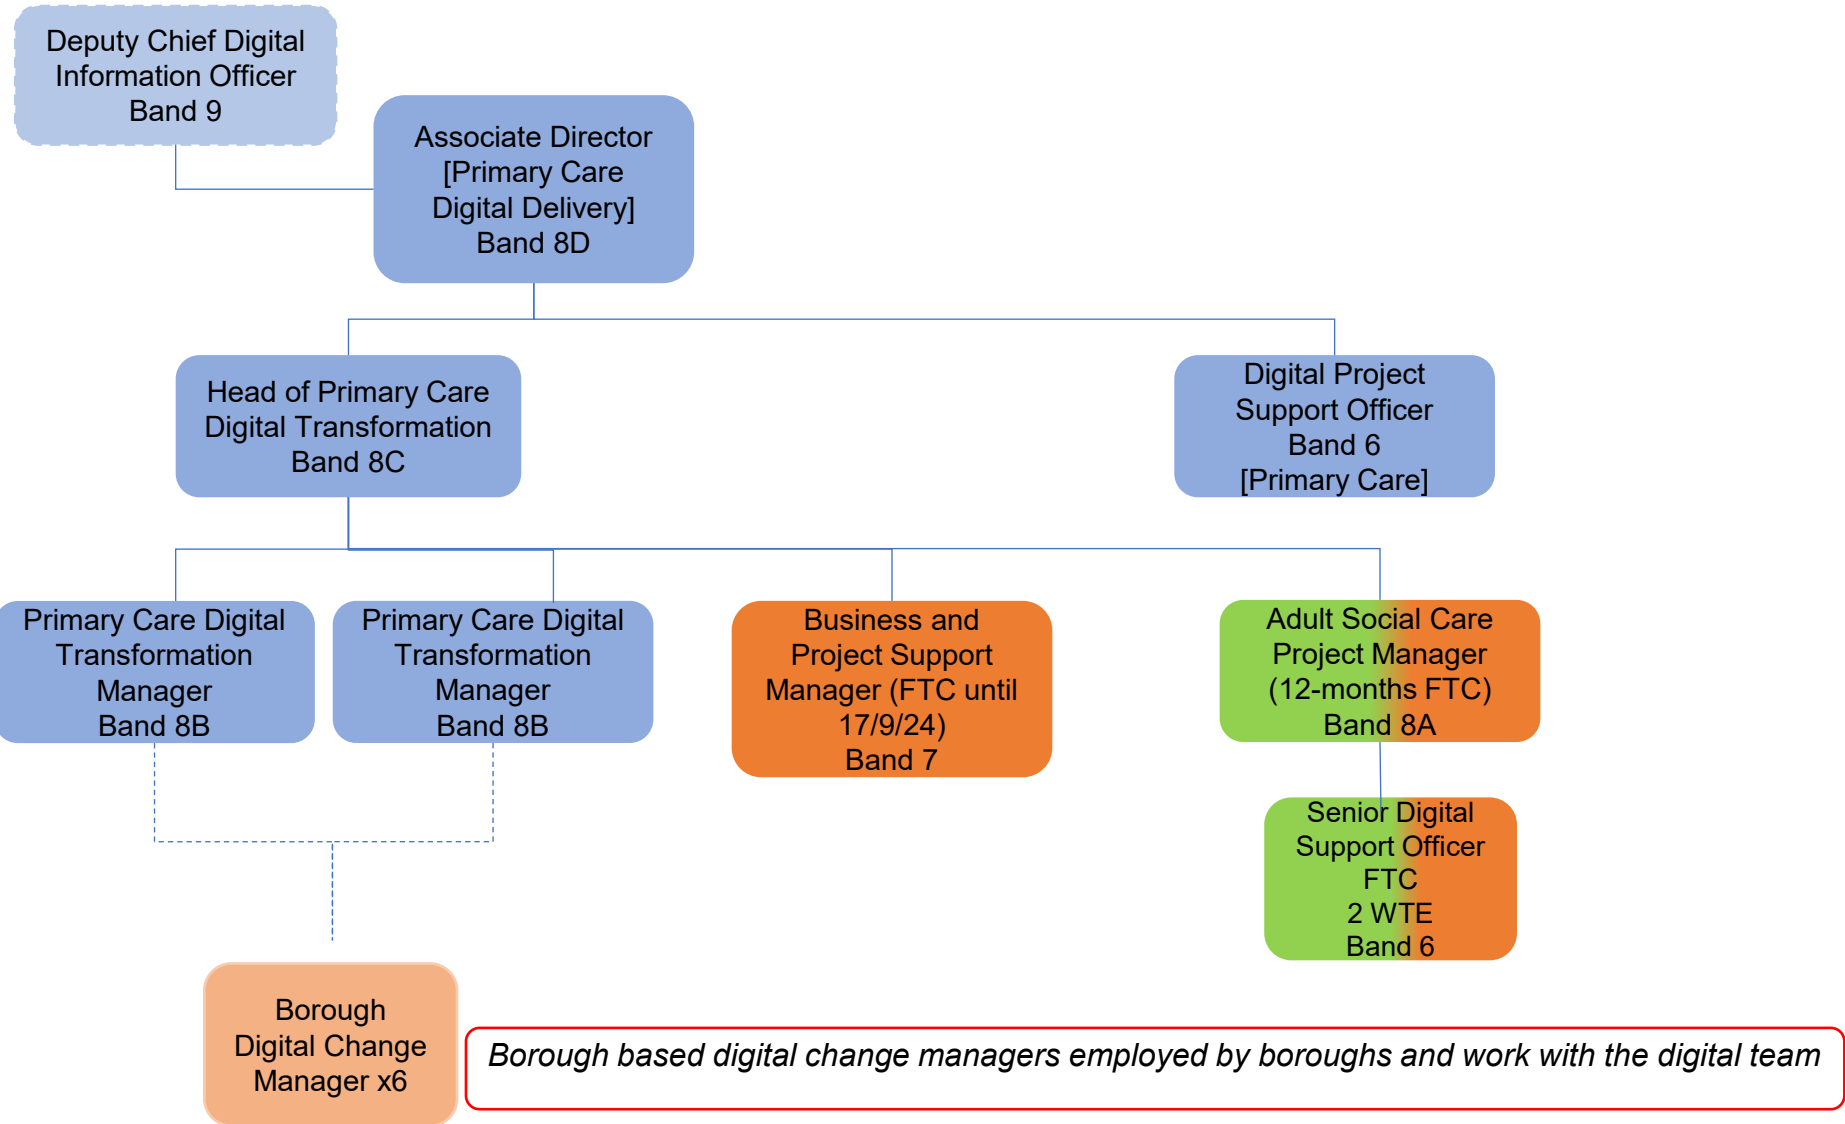 Deputy Chief Digital
Information Officer
Band 9
Associate Director
[Primary Care
Digital Delivery]
Band 8D
Head of Primary Care
Digital Transformation
Band 8C
Digital Project
Support Officer
Band 6
[Primary Care]
Primary Care Digital
Transformation
Manager
Band 8B
Primary Care Digital
Transformation
Manager
Band 8B
Business and
Project Support
Manager (FTC until
17/9/24)
Band 7
Adult Social Care
Project Manager
(12-months FTC)
Band 8A
Senior Digital
Support Officer
FTC
2 WTE
Band 6
Borough
Digital Change
Manager x6
Borough based digital change managers employed by boroughs and work with the digital team